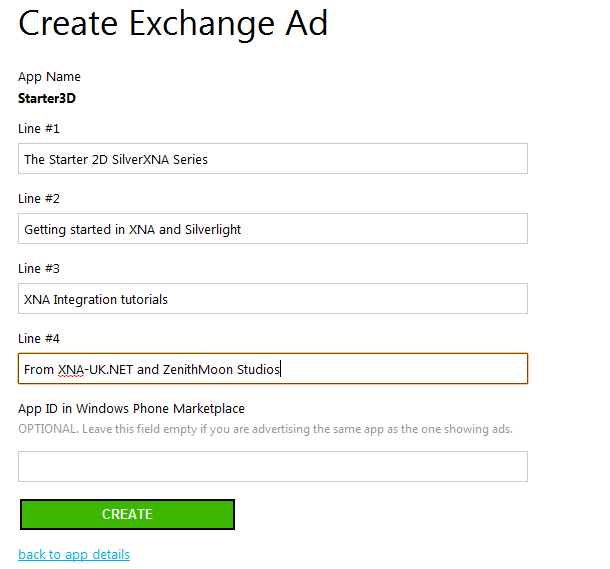 Create Exchange Ad
App Name
Starter3D
Line #1
The Starter 2D SilverXNA Series
Line #2
Getting started in XNA and Silverlight
Line #3
XNA Integration tutorials
Line #4
From XNA-UK.NET and ZenithMoon Studios
App ID in Windows Phone Marketplace
OPTIONAL. Leave this field empty if you are advertising the same app as the one showing ads.
CREATE
back to app details